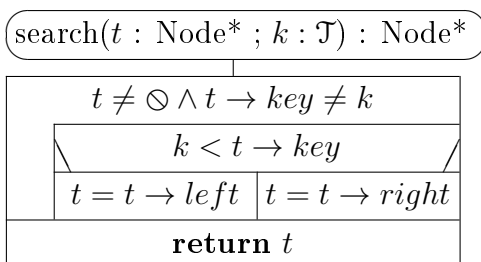 search(t : Node* ; k : 𝒯) : Node*
t ≠ ⊘ ∧ t → key ≠ k
k < t → key
t = t → left t = t → right
return t